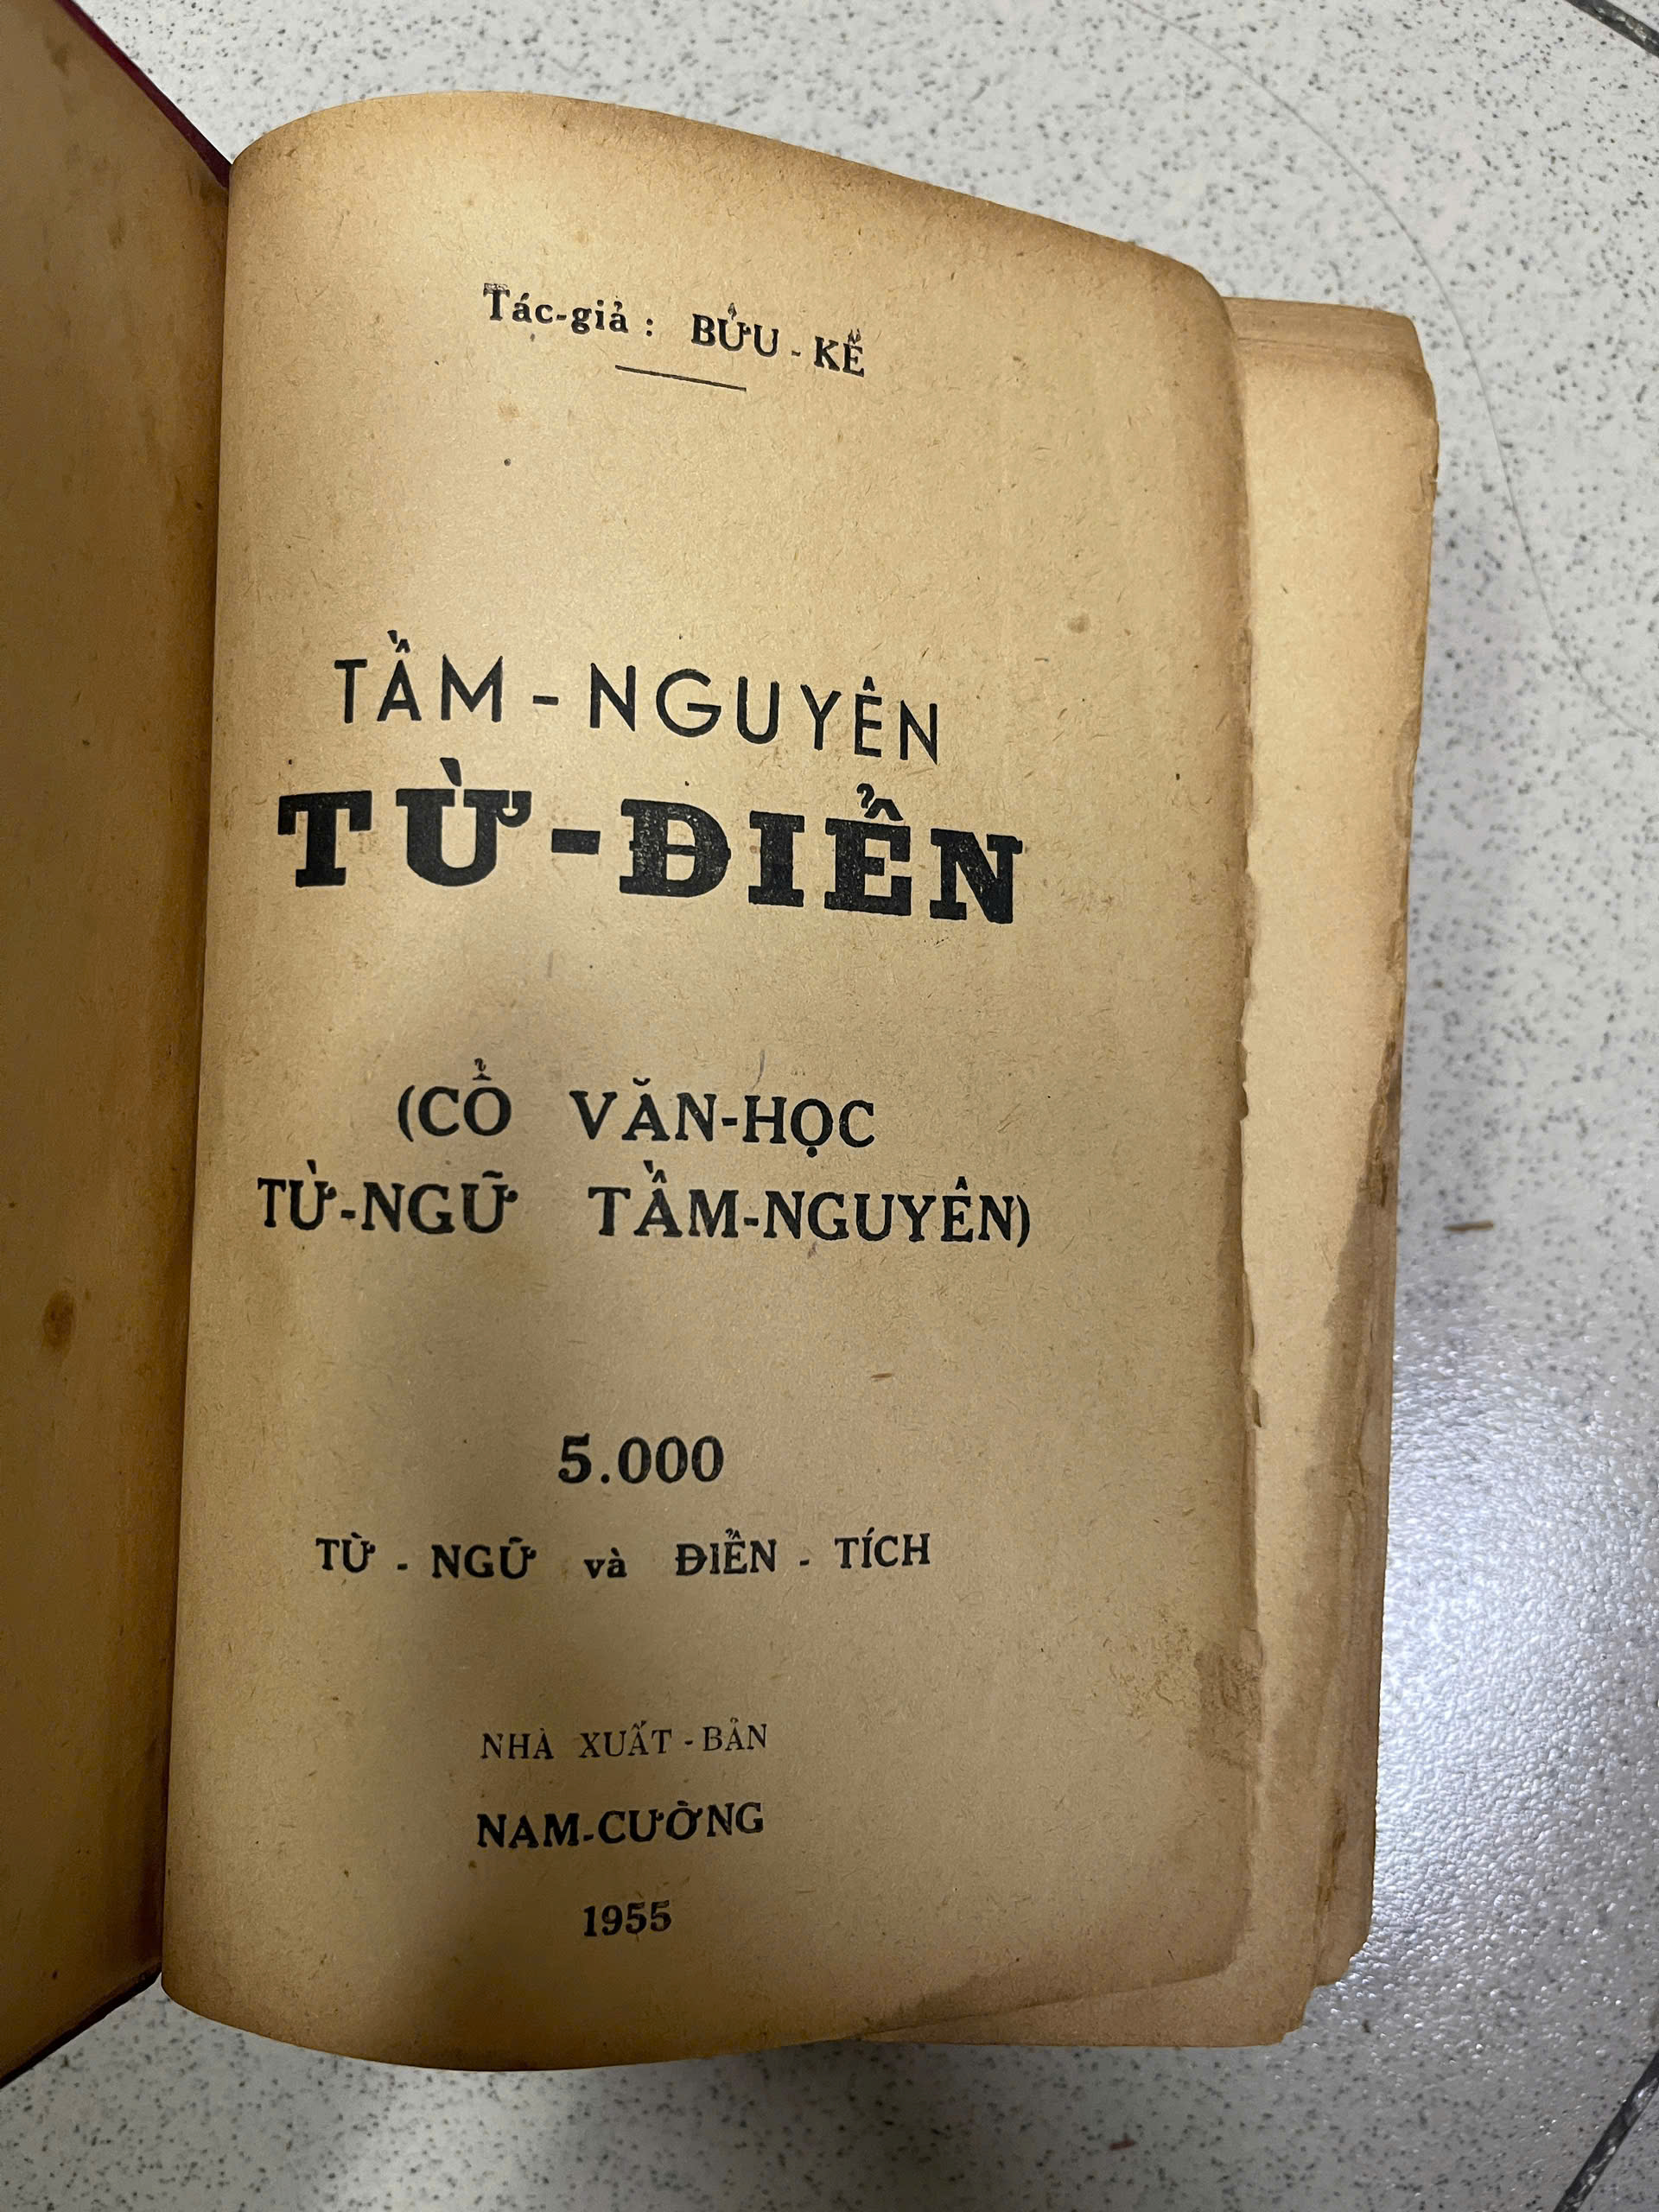 Tác-giả : BỬU - KẾ
TẦM - NGUYÊN
TỪ - ĐIỂN
(CỔ VĂN-HỌC
TỪ-NGỮ TẦM-NGUYÊN)
5.000
TỪ - NGỮ và ĐIỂN - TÍCH
NHÀ XUẤT - BẢN
NAM-CƯỜNG
1955